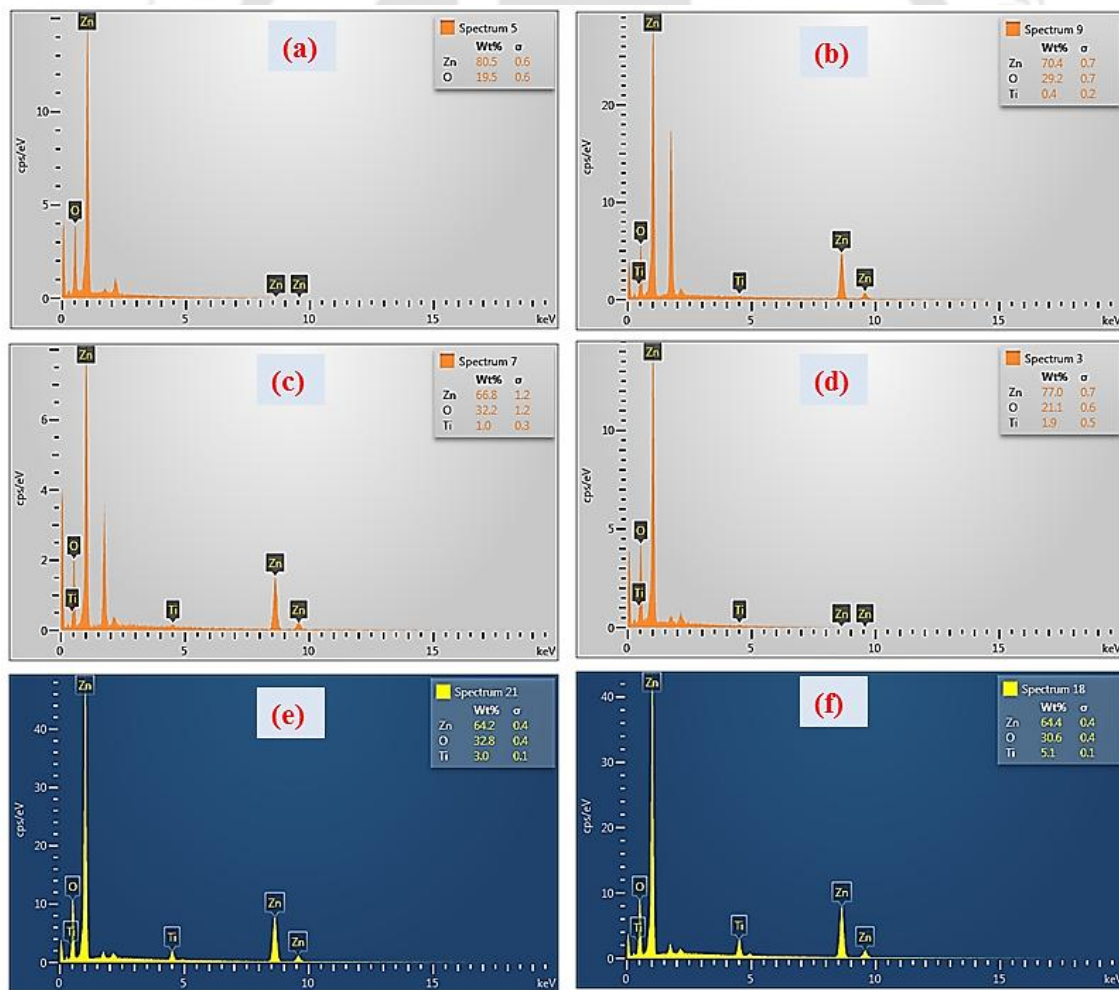 Zn
(a)
Spectrum 5
Wt% σ
Zn 80.5 0.6
O 19.5 0.6
10
cps/eV
5
O
Zn Zn
0
0 5 10 15 keV
Zn
(b)
Spectrum 9
Wt% σ
Zn 70.4 0.7
O 29.2 0.7
Ti 0.4 0.2
20
cps/eV
10
O
Zn
Ti Ti Zn
0
0 5 10 15 keV
Zn
(c)
Spectrum 7
Wt% σ
Zn 66.8 1.2
O 32.2 1.2
Ti 1.0 0.3
6
cps/eV
4
2
O
Zn
Ti Ti Zn
0
0 5 10 15 keV
Zn
(d)
Spectrum 3
Wt% σ
Zn 77.0 0.7
O 21.1 0.6
Ti 1.9 0.5
10
cps/eV
5
O
Ti Ti Zn Zn
0
0 5 10 15 keV
Zn
(e)
Spectrum 21
Wt% σ
Zn 64.2 0.4
O 32.8 0.4
Ti 3.0 0.1
40
cps/eV
30
20
10
O
Zn
Ti Ti Zn
0
0 5 10 15 keV
Zn
(f)
Spectrum 18
Wt% σ
Zn 64.4 0.4
O 30.6 0.4
Ti 5.1 0.1
40
cps/eV
30
20
10
O
Zn
Ti Ti Zn
0
0 5 10 15 keV